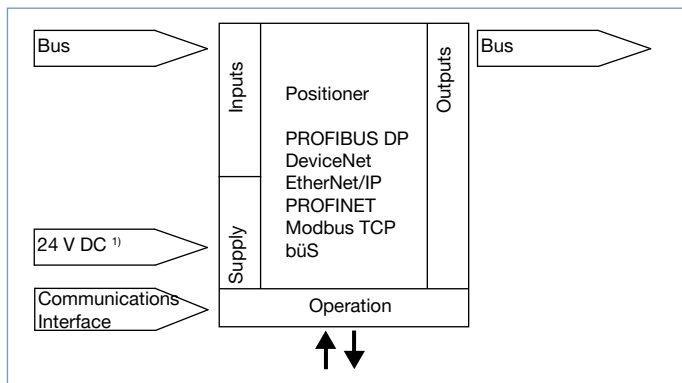 Bus
Inputs
Positioner
PROFIBUS DP
DeviceNet
EtherNet/IP
PROFINET
Modbus TCP
büS
Outputs
Bus
24 V DC 1)
Supply
Communications
Interface
Operation